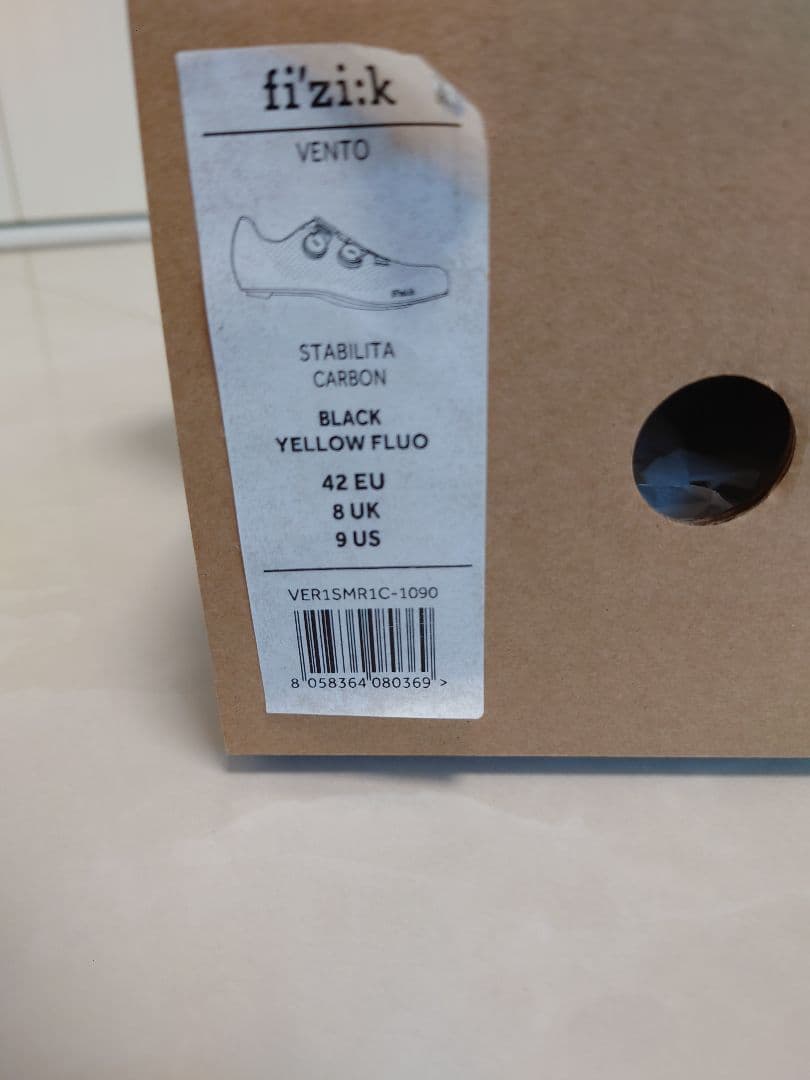 fi'zi:k
VENTO
STABILITA
CARBON
BLACK
YELLOW FLUO
42 EU
8 UK
9 US
VER1SMR1C-1090
8 058364 080369 >